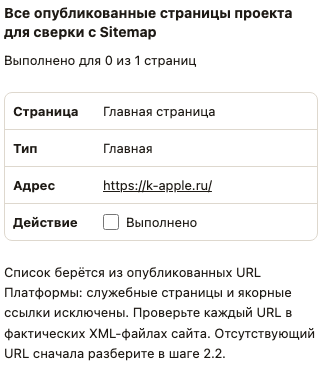 Все опубликованные страницы проекта
для сверки с Sitemap
Выполнено для 0 из 1 страниц
Страница Главная страница
Тип Главная
Адрес https://k-apple.ru/
Действие Выполнено
Список берётся из опубликованных URL
Платформы: служебные страницы и якорные
ссылки исключены. Проверьте каждый URL в
фактических XML-файлах сайта. Отсутствующий
URL сначала разберите в шаге 2.2.